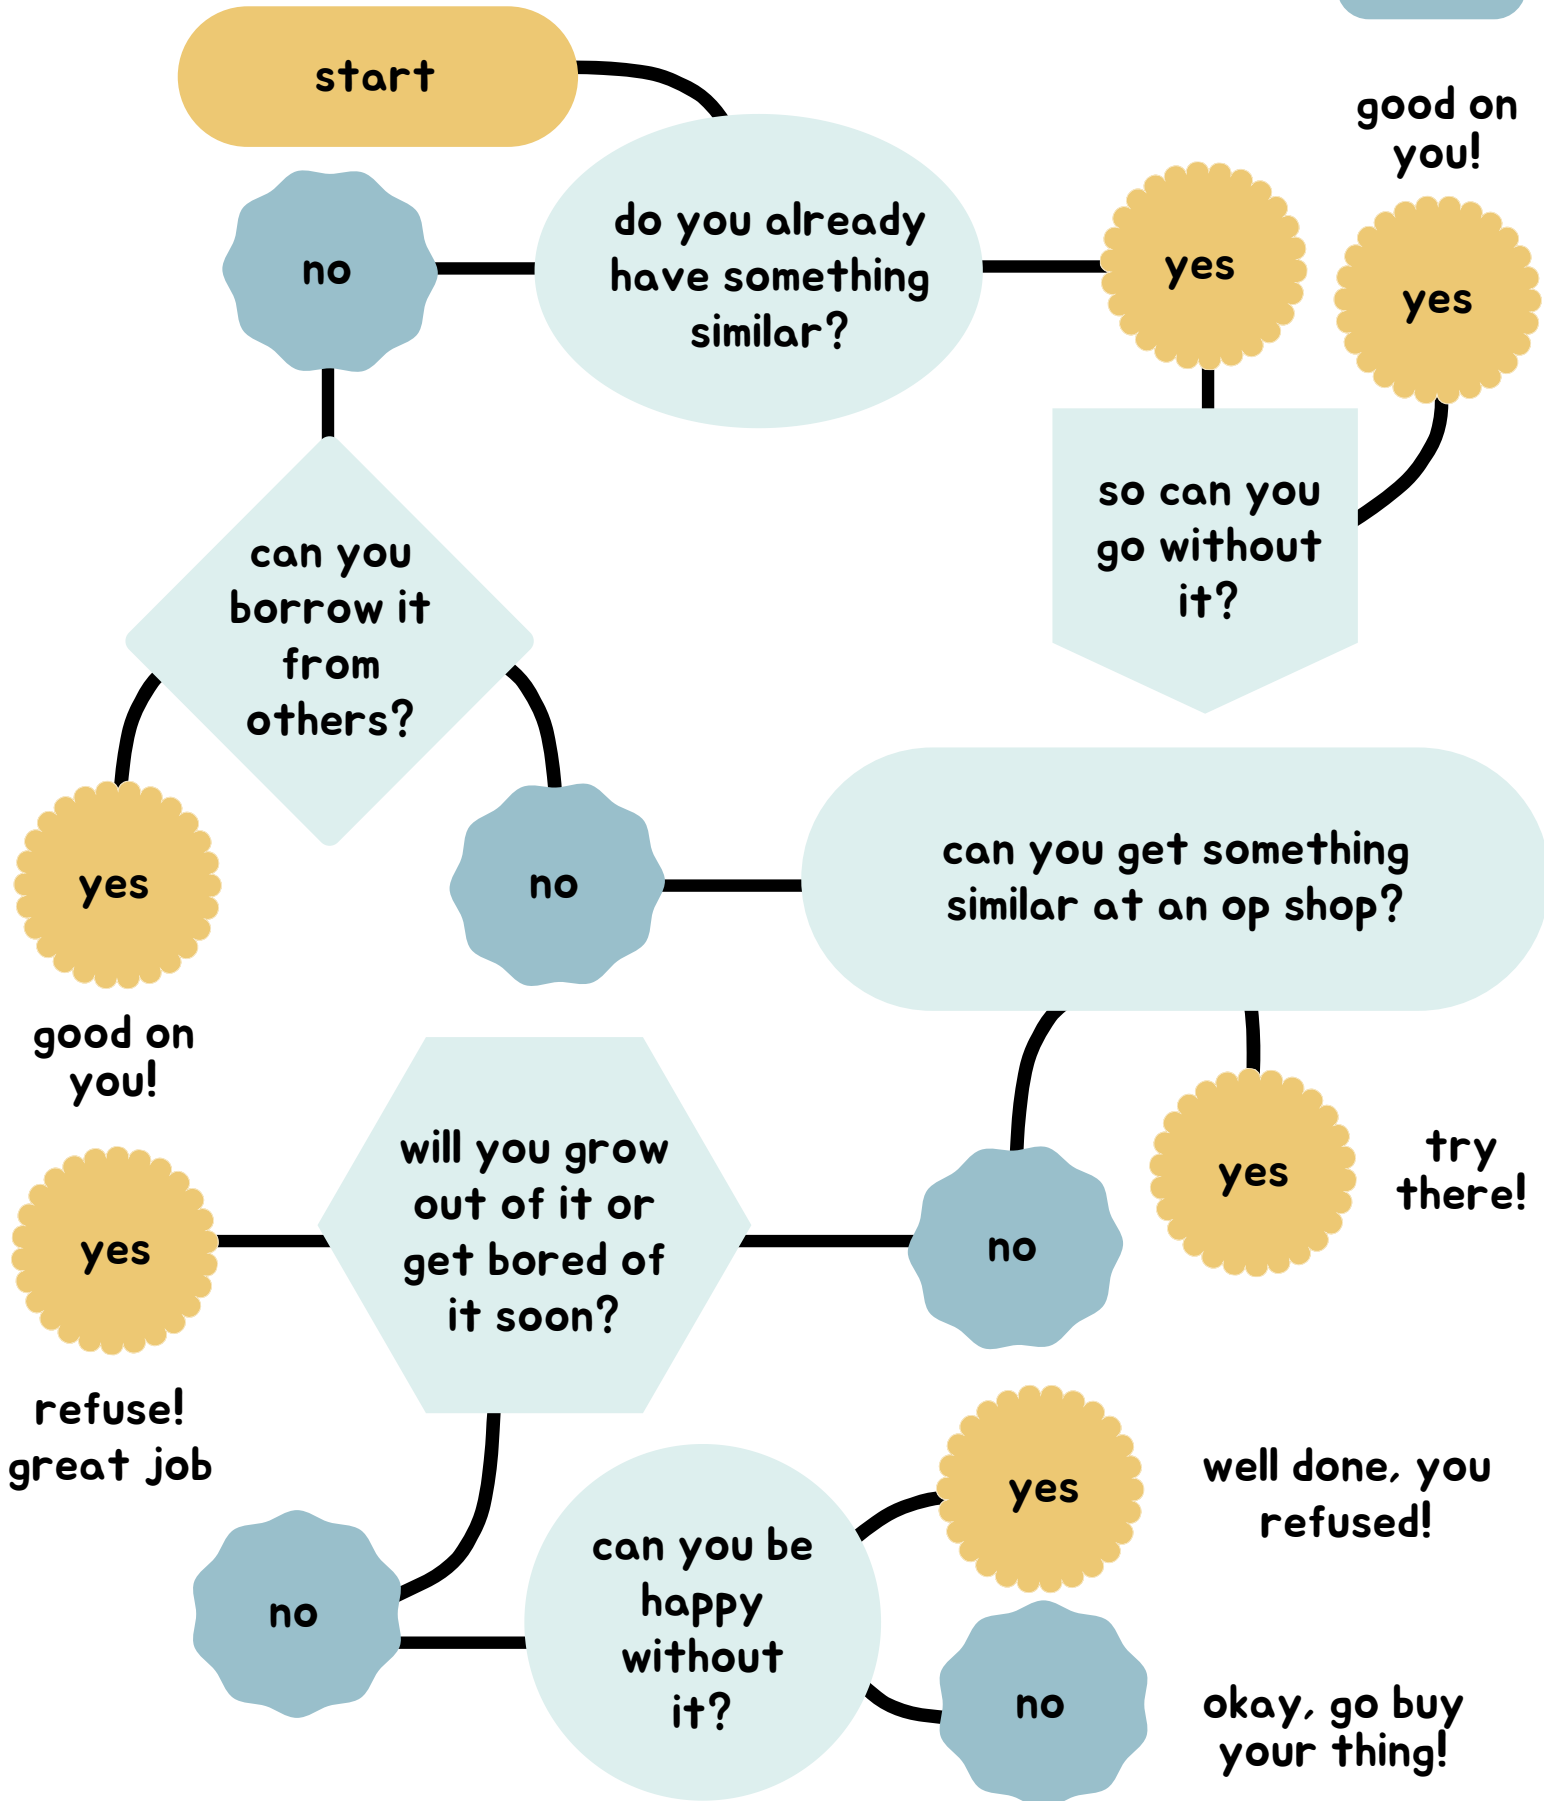 start
good on
you!
no
do you already
have something
similar?
yes
yes
so can you
go without
it?
can you
borrow it
from
others?
yes
no
can you get something
similar at an op shop?
good on
you!
will you grow
out of it or
get bored of
it soon?
yes
no
yes
try
there!
refuse!
great job
yes
well done, you
refused!
no
can you be
happy
without
it?
no
okay, go buy
your thing!